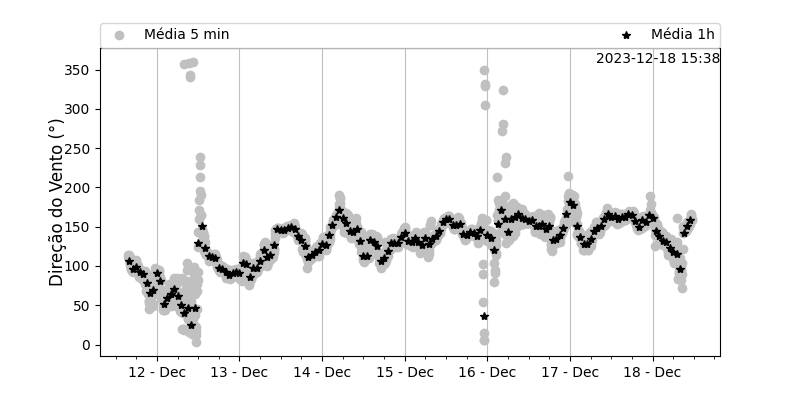 Média 5 min
Média 1h
2023-12-18 15:38
Direção do Vento (°)
350
300
250
200
150
100
50
0
12 - Dec
13 - Dec
14 - Dec
15 - Dec
16 - Dec
17 - Dec
18 - Dec